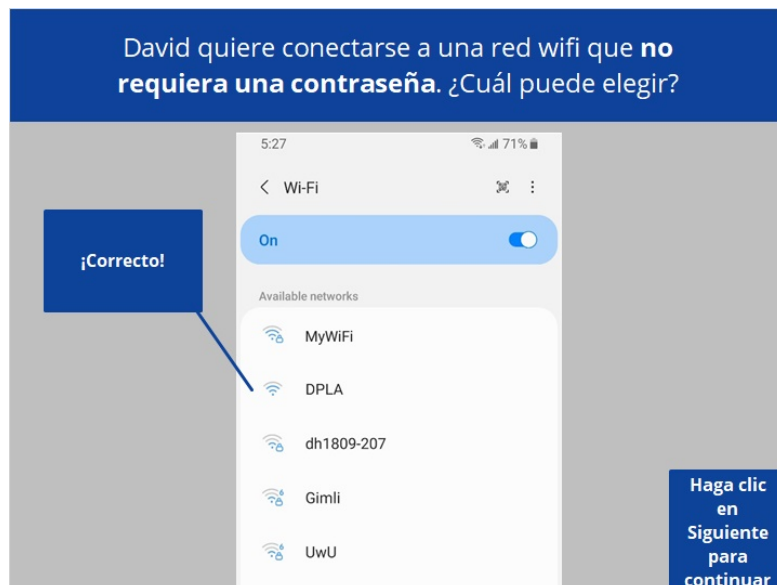 David quiere conectarse a una red wifi que no
requiera una contraseña. ¿Cuál puede elegir?
5:27
71%
Wi-Fi
On
¡Correcto!
Available networks
MyWiFi
DPLA
dh1809-207
Gimli
UwU
Haga clic
en
Siguiente
para
continuar